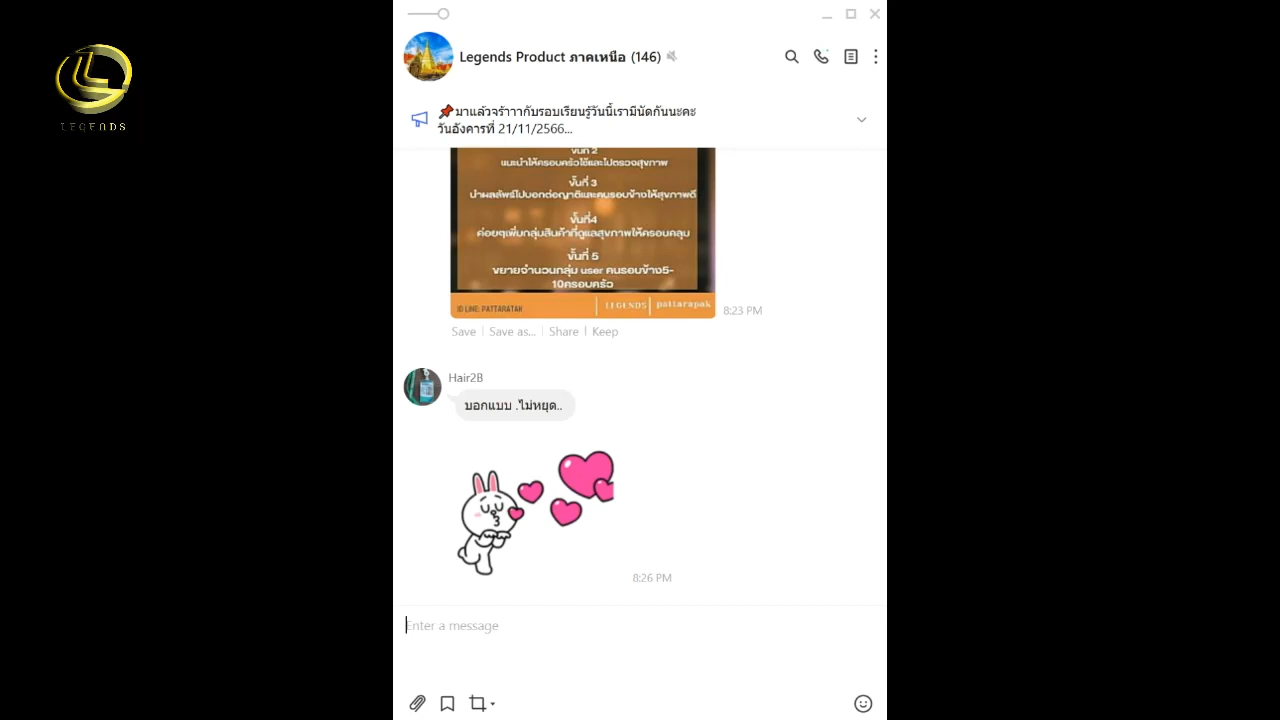 LEGENDS
Legends Product ภาคเหนือ (146)
📌มาแล้วจร้าาากับรอบเรียนรู้วันนี้เรามีนัดกันนะคะ
วันอังคารที่ 21/11/2566...
ขั้นที่ 2
แนะนำให้ครอบครัวใช้และไปตรวจสุขภาพ
ขั้นที่ 3
นำผลลัพธ์ไปบอกต่อญาติและคนรอบข้างให้สุขภาพดี
ขั้นที่4
ค่อยๆเพิ่มกลุ่มสินค้าที่ดูแลสุขภาพให้ครอบคลุม
ขั้นที่ 5
ขยายจำนวนกลุ่ม user คนรอบข้าง5-
10ครอบครัว
ID LINE: PATTARATAK
LEGENDS
pattarapak
8:23 PM
Save
Save as...
Share
Keep
Hair2B
บอกแบบ .ไม่หยุด..
8:26 PM
Enter a message